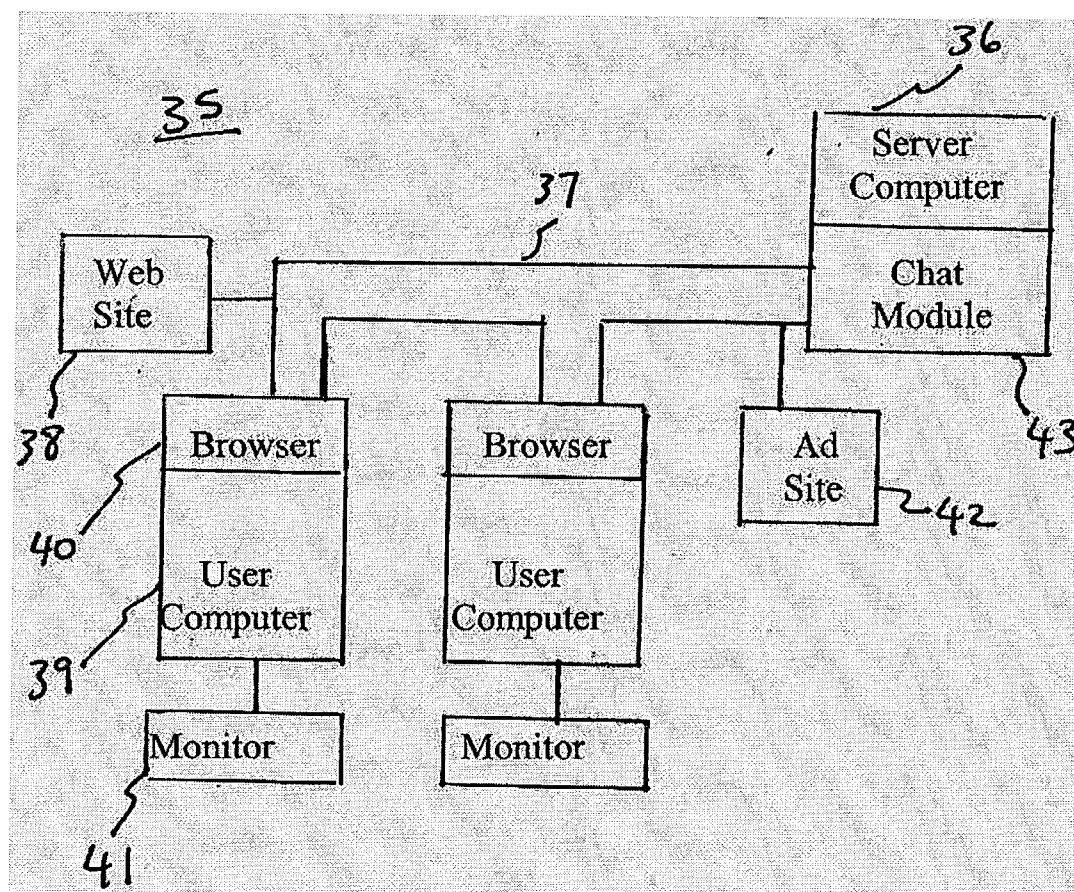 36
35
Server
Computer
37
Web
Site
Chat
Module
38
Browser
Browser
Ad
Site
43
40
42
User
Computer
User
Computer
39
Monitor
Monitor
41